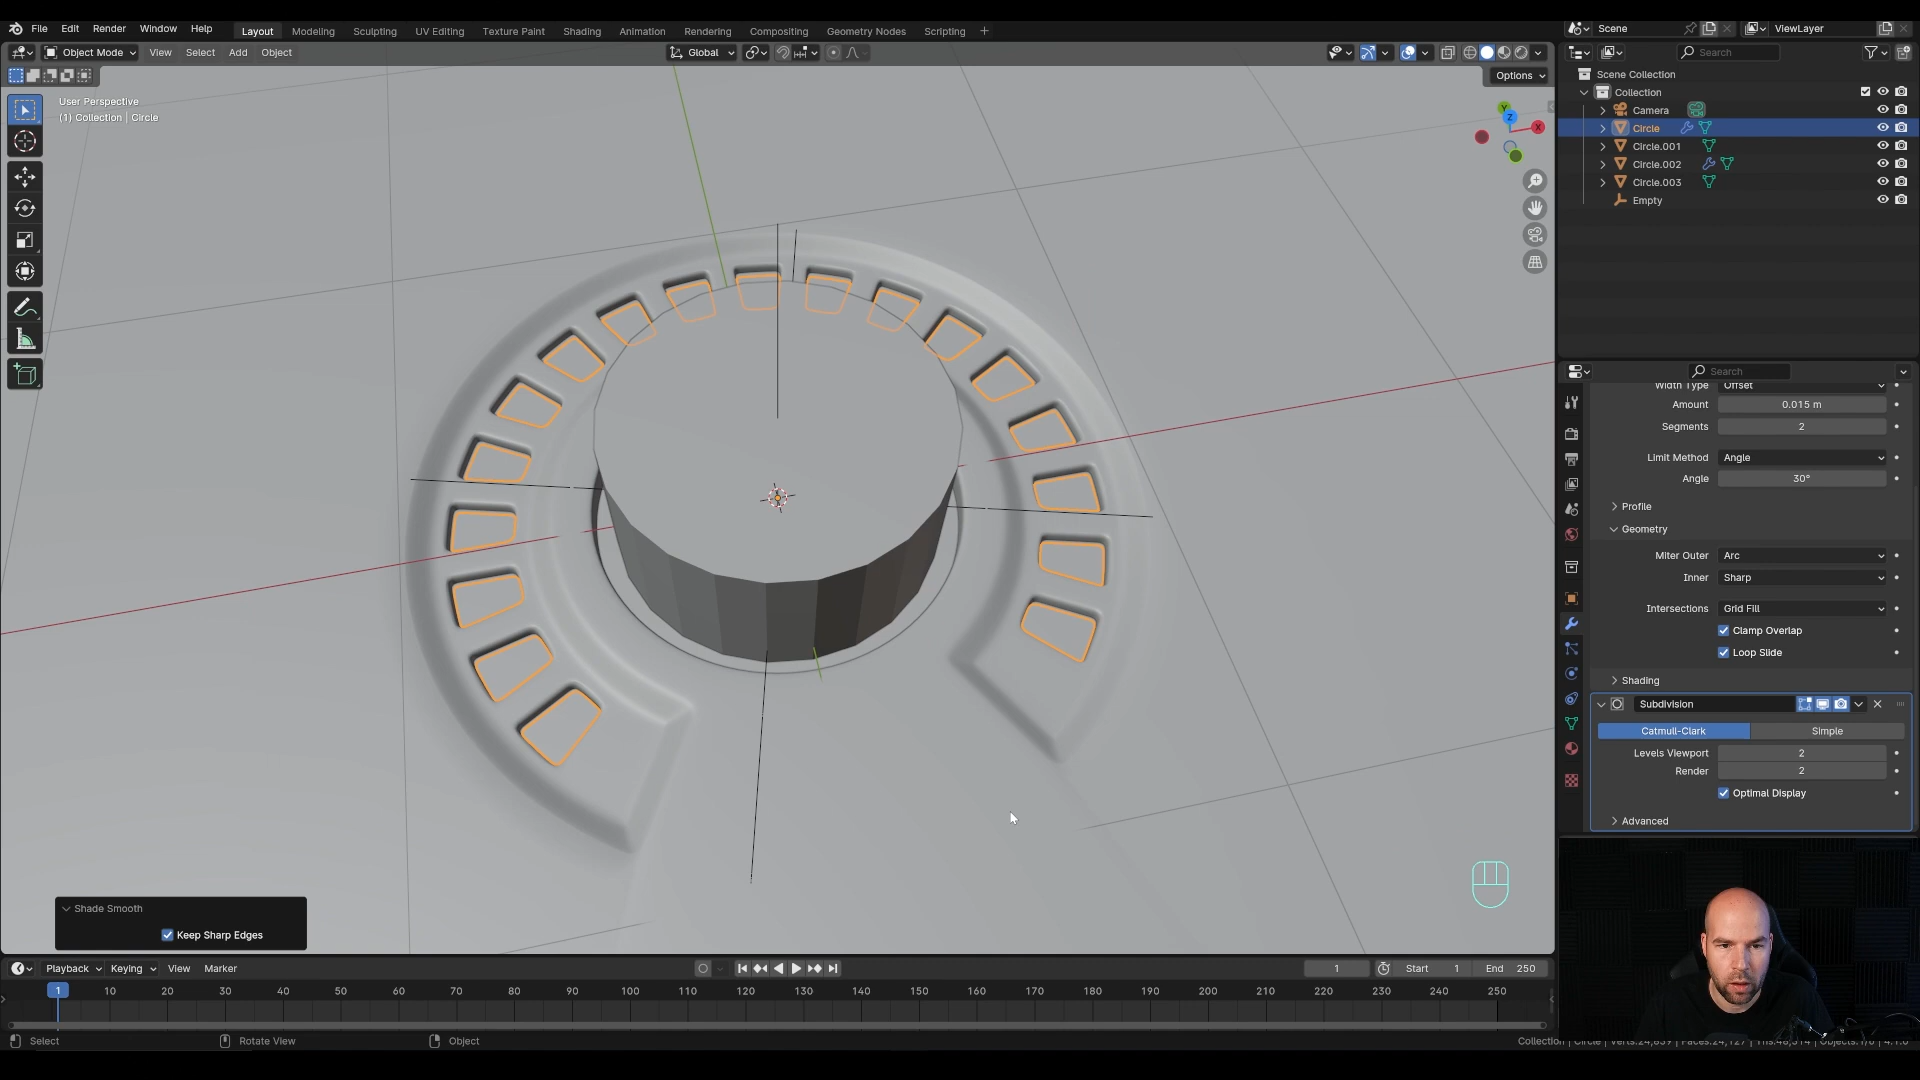 File Edit Render Window Help Layout Modeling Sculpting UV Editing Texture Paint Shading Animation Rendering Compositing Geometry Nodes Scripting + Scene ViewLayer
Object Mode View Select Add Object Global Search
Options
User Perspective
(1) Collection | Circle
Scene Collection
Collection
Camera
Circle
Circle.001
Circle.002
Circle.003
Empty
Y
Z
X
Search
Width Type Offset
Amount 0.015 m
Segments 2
Limit Method Angle
Angle 30°
Profile
Geometry
Miter Outer Arc
Inner Sharp
Intersections Grid Fill
Clamp Overlap
Loop Slide
Shading
Subdivision
Catmull-Clark Simple
Levels Viewport 2
Render 2
Optimal Display
Advanced
Shade Smooth
Keep Sharp Edges
Playback Keying View Marker 1 Start 1 End 250
1 10 20 30 40 50 60 70 80 90 100 110 120 130 140 150 160 170 180 190 200 210 220 230 240 250
Select Rotate View Object